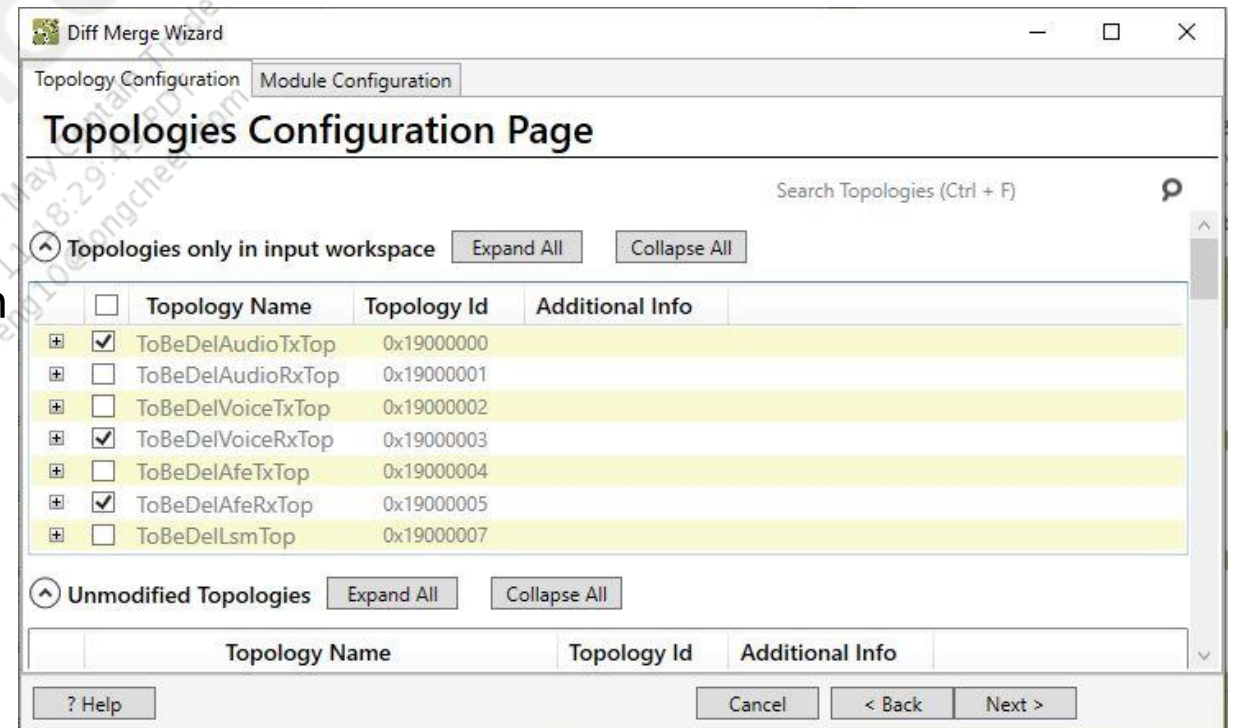 Diff Merge Wizard
Topology Configuration Module Configuration
Topologies Configuration Page
Search Topologies (Ctrl + F)
Topologies only in input workspace Expand All Collapse All
Topology Name Topology Id Additional Info
ToBeDelAudioTxTop 0x19000000
ToBeDelAudioRxTop 0x19000001
ToBeDelVoiceTxTop 0x19000002
ToBeDelVoiceRxTop 0x19000003
ToBeDelAfeTxTop 0x19000004
ToBeDelAfeRxTop 0x19000005
ToBeDelLsmTop 0x19000007
Unmodified Topologies Expand All Collapse All
Topology Name Topology Id Additional Info
? Help Cancel < Back Next >
May Contain Trade